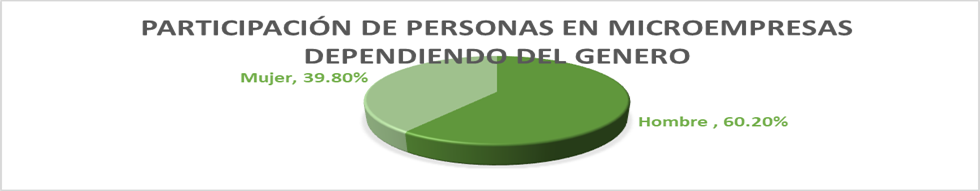 PARTICIPACIÓN DE PERSONAS EN MICROEMPRESAS
DEPENDIENDO DEL GENERO
Mujer, 39.80%
Hombre , 60.20%